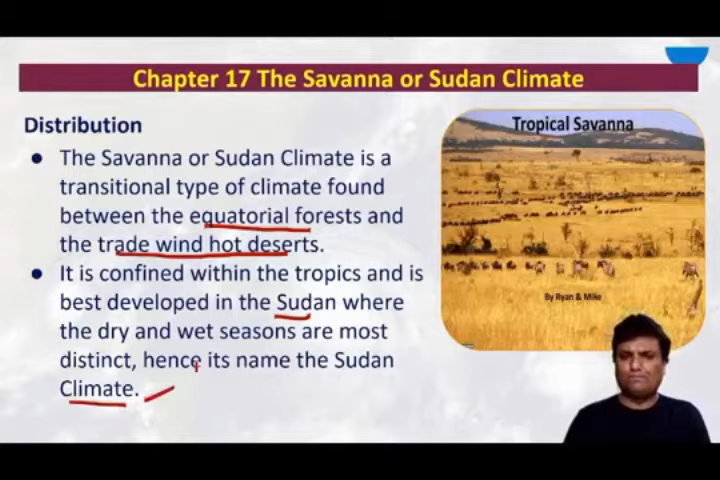 Chapter 17 The Savanna or Sudan Climate
Distribution
● The Savanna or Sudan Climate is a
transitional type of climate found
between the equatorial forests and
the trade wind hot deserts.
● It is confined within the tropics and is
best developed in the Sudan where
the dry and wet seasons are most
distinct, hence its name the Sudan
Climate.
Tropical Savanna
By Ryan & Mike